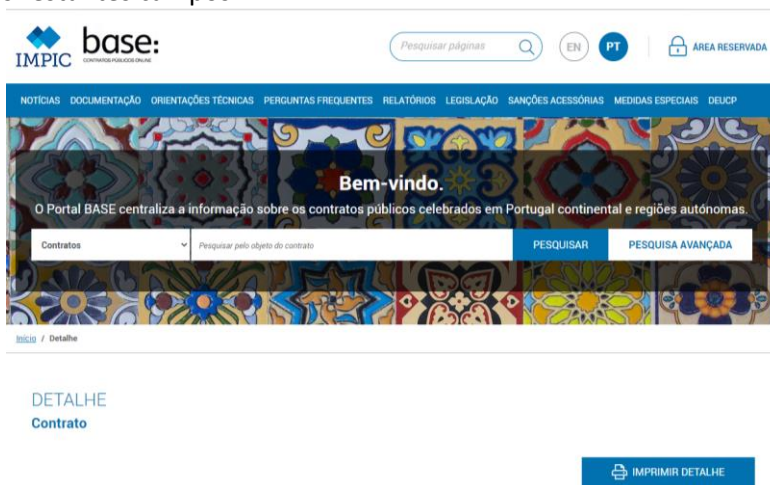 IMPIC
base:
CONTRATOS PÚBLICOS ONLINE
Pesquisar páginas
EN
PT
ÁREA RESERVADA
NOTÍCIAS DOCUMENTAÇÃO ORIENTAÇÕES TÉCNICAS PERGUNTAS FREQUENTES RELATÓRIOS LEGISLAÇÃO SANÇÕES ACESSÓRIAS MEDIDAS ESPECIAIS DEUCP
Bem-vindo.
O Portal BASE centraliza a informação sobre os contratos públicos celebrados em Portugal continental e regiões autónomas.
Contratos
Pesquisar pelo objeto do contrato
PESQUISAR
PESQUISA AVANÇADA
Início / Detalhe
DETALHE
Contrato
IMPRIMIR DETALHE